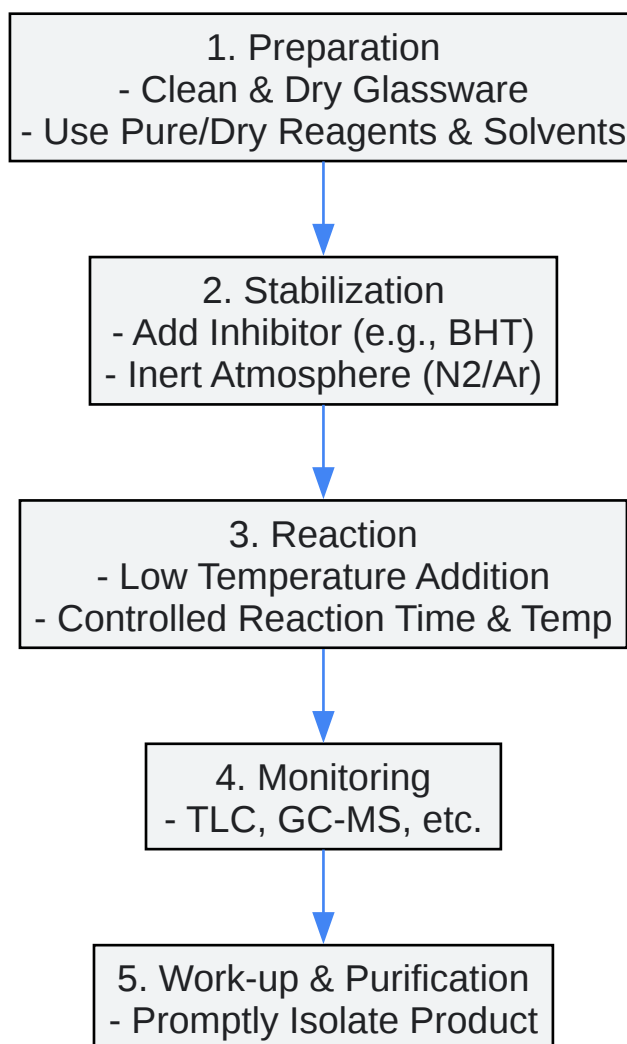 1. Preparation
- Clean & Dry Glassware
- Use Pure/Dry Reagents & Solvents
2. Stabilization
- Add Inhibitor (e.g., BHT)
- Inert Atmosphere (N2/Ar)
3. Reaction
- Low Temperature Addition
- Controlled Reaction Time & Temp
4. Monitoring
- TLC, GC-MS, etc.
5. Work-up & Purification
- Promptly Isolate Product